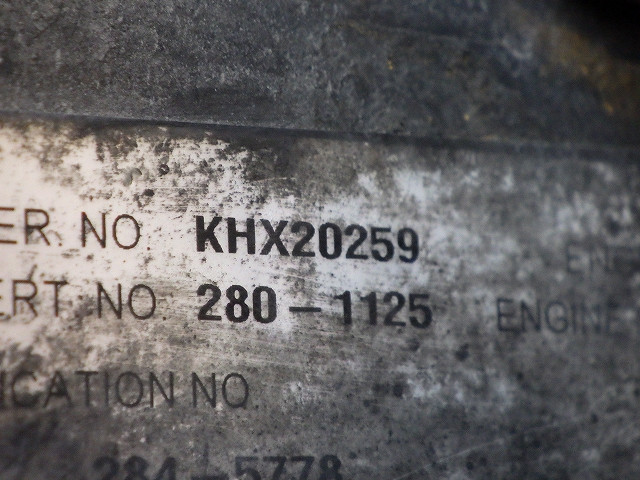 ER. NO. KHX20259
ERT NO. 280-1125 ENGINE
ICATION NO.
284-5778